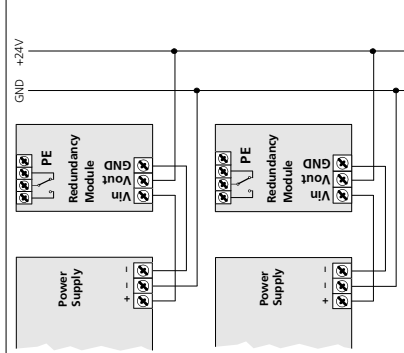 +24V
GND
PE
Redundancy
Module
GND
Vout
Vin
PE
Redundancy
Module
GND
Vout
Vin
Power
Supply
–
–
+
Power
Supply
–
–
+